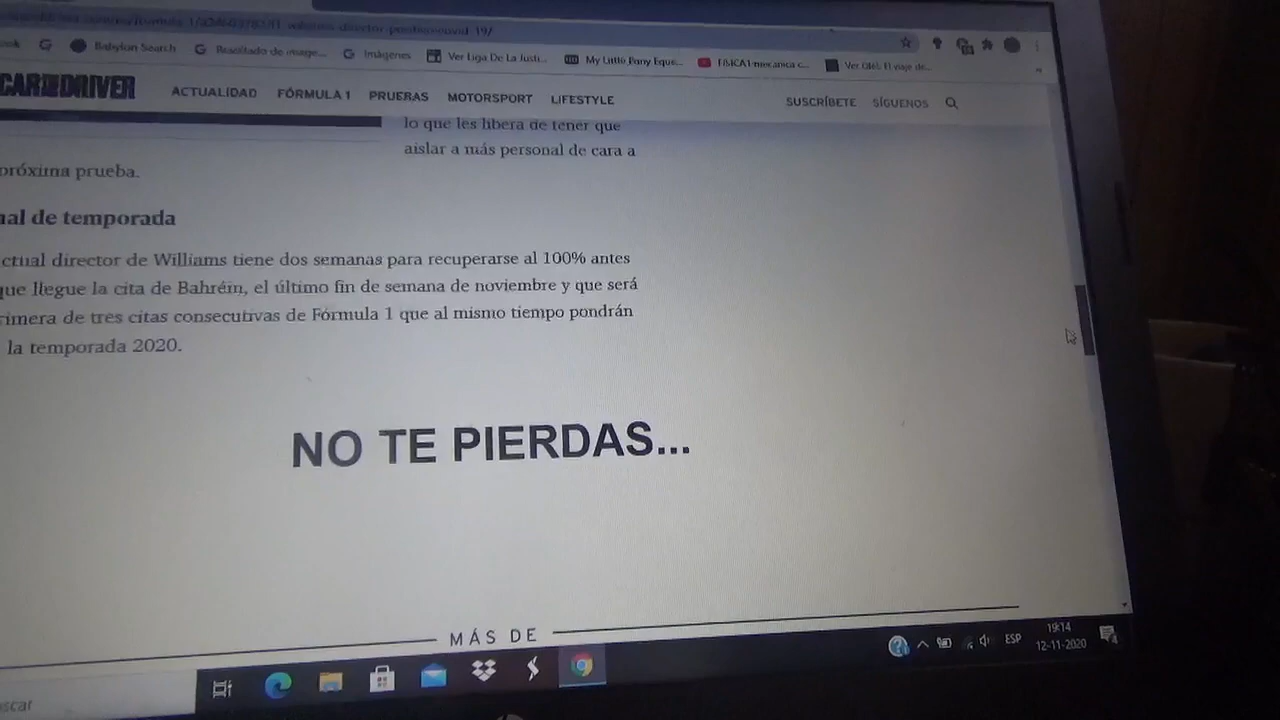 Babylon Search
Resultado de image...
Imágenes
Ver Liga De La Justi...
My Little Pony Eque...
FISICA1 mecanica c...
CAR AND DRIVER
ACTUALIDAD
FÓRMULA 1
PRUEBAS
MOTORSPORT
LIFESTYLE
SUSCRÍBETE
SÍGUENOS
lo que les libera de tener que
aislar a más personal de cara a
próxima prueba.
nal de temporada
ctual director de Williams tiene dos semanas para recuperarse al 100% antes
que llegue la cita de Bahréin, el último fin de semana de noviembre y que será
rimera de tres citas consecutivas de Fórmula 1 que al mismo tiempo pondrán
la temporada 2020.
NO TE PIERDAS...
MÁS DE
scar
ESP
19:14
12-11-2020